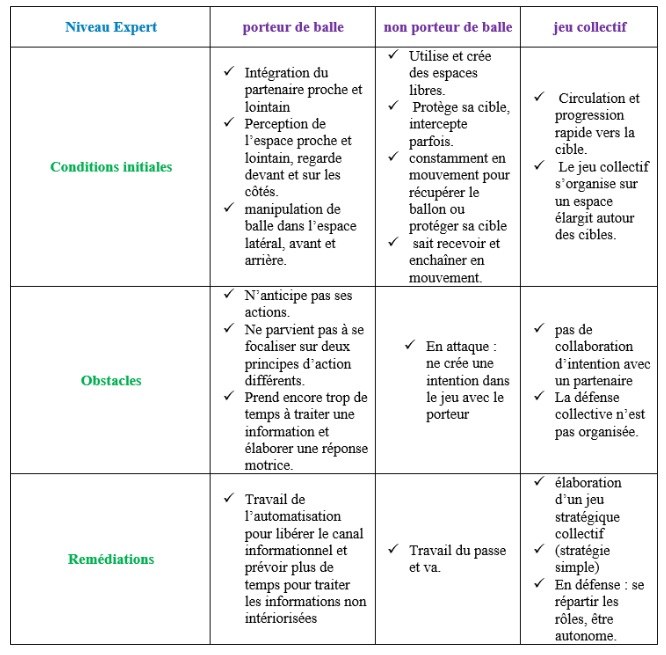 Niveau Expert
porteur de balle
non porteur de balle
jeu collectif
Conditions initiales
✓ Intégration du
partenaire proche et
lointain
✓ Perception de
l’espace proche et
lointain, regarde
devant et sur les
côtés.
✓ manipulation de
balle dans l’espace
latéral, avant et
arrière.
✓ Utilise et crée
des espaces
libres.
✓ Protège sa cible,
intercepte
parfois.
✓ constamment en
mouvement pour
récupérer le
ballon ou
protéger sa cible
✓ sait recevoir et
enchaîner en
mouvement.
✓ Circulation et
progression
rapide vers la
cible.
✓ Le jeu collectif
s’organise sur
un espace
élargit autour
des cibles.
Obstacles
✓ N’anticipe pas ses
actions.
✓ Ne parvient pas à se
focaliser sur deux
principes d’action
différents.
✓ Prend encore trop de
temps à traiter une
information et
élaborer une réponse
motrice.
✓ En attaque :
ne crée une
intention dans
le jeu avec le
porteur
✓ pas de
collaboration
d’intention avec
un partenaire
✓ La défense
collective n’est
pas organisée.
Remédiations
✓ Travail de
l’automatisation
pour libérer le canal
informationnel et
prévoir plus de
temps pour traiter
les informations non
intériorisées
✓ Travail du passe
et va.
✓ élaboration
d’un jeu
stratégique
collectif
✓ (stratégie
simple)
✓ En défense : se
répartir les
rôles, être
autonome.